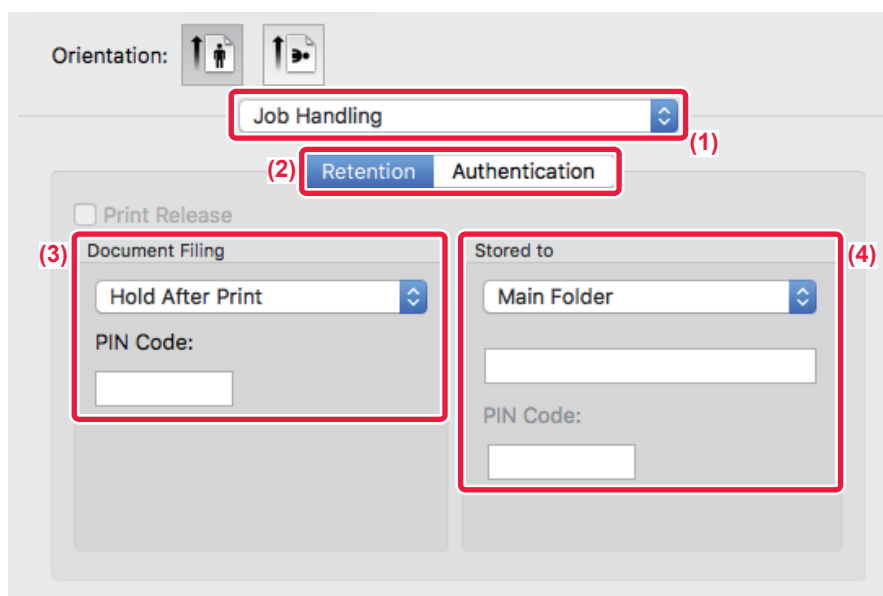 Orientation:
Job Handling
(1)
(2) Retention Authentication
Print Release
(3) Document Filing
Stored to (4)
Hold After Print
Main Folder
PIN Code:
PIN Code: